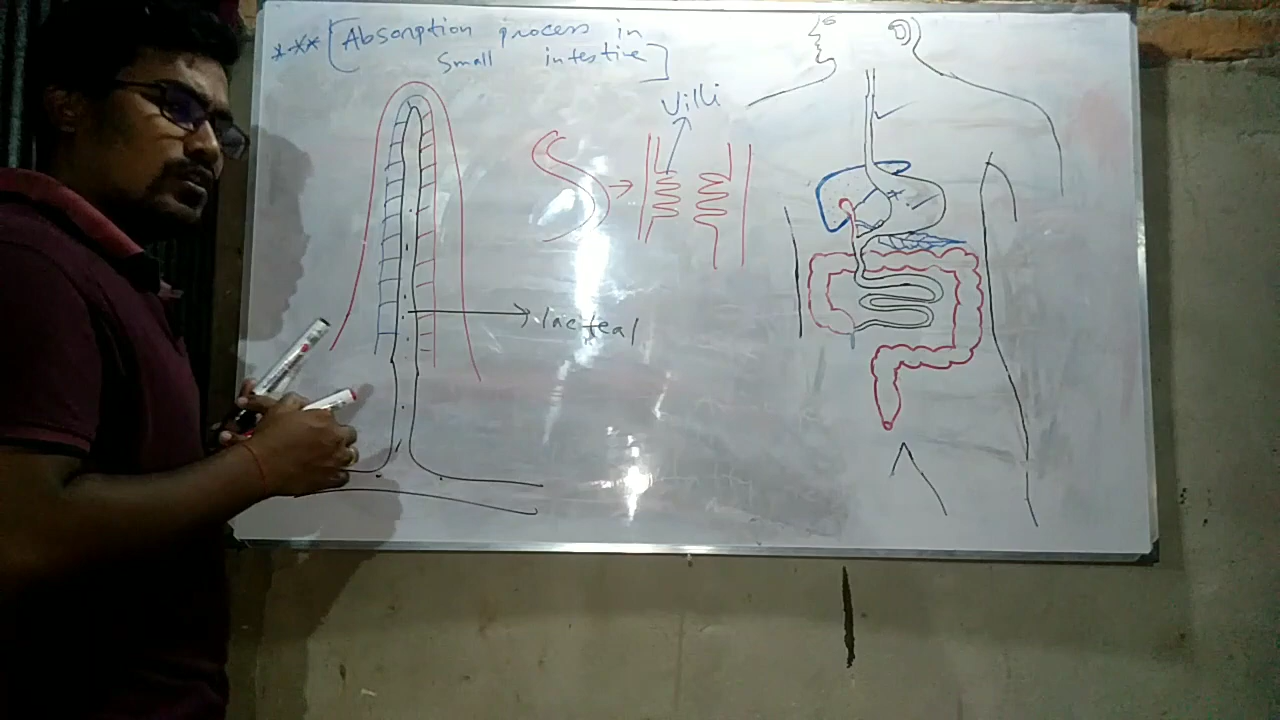 *** [Absorption process in
small intestine]
Villi
lacteal